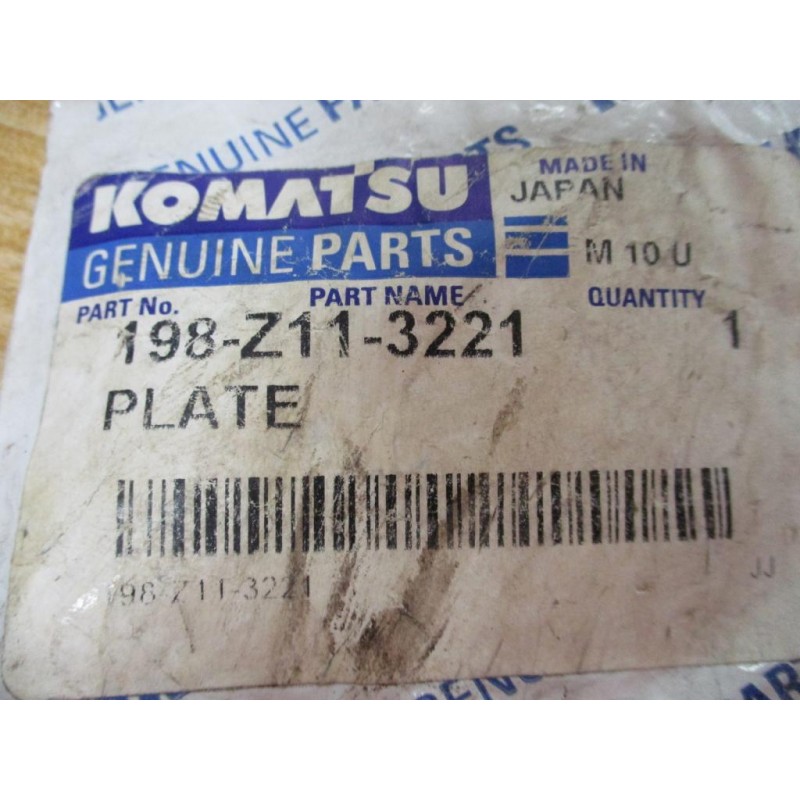 GENUINE PARTS
KOMATSU
MADE IN
JAPAN
GENUINE PARTS
M 10 U
PART No.
PART NAME
QUANTITY
198-Z11-3221
1
PLATE
198-Z11-3221
JJ